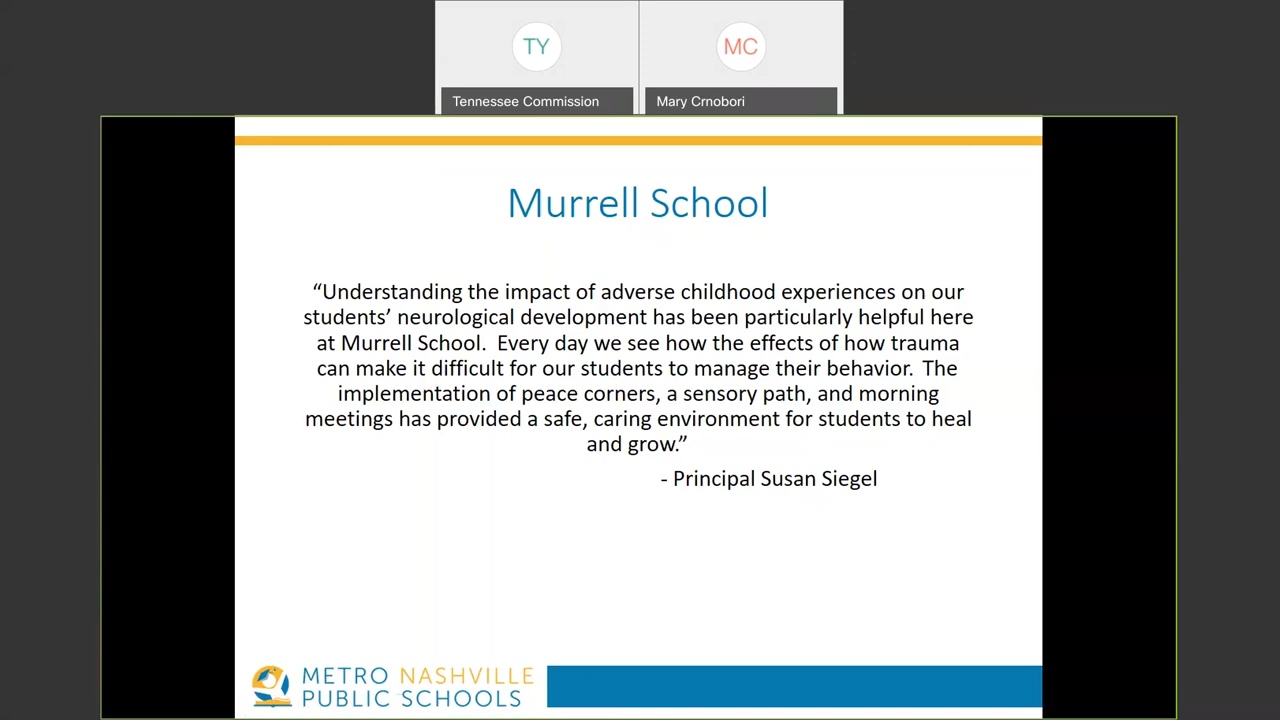 TY
MC
Tennessee Commission
Mary Crnobori
Murrell School
“Understanding the impact of adverse childhood experiences on our
students’ neurological development has been particularly helpful here
at Murrell School.  Every day we see how the effects of how trauma
can make it difficult for our students to manage their behavior.  The
implementation of peace corners, a sensory path, and morning
meetings has provided a safe, caring environment for students to heal
and grow.”
- Principal Susan Siegel
METRO NASHVILLE
PUBLIC SCHOOLS